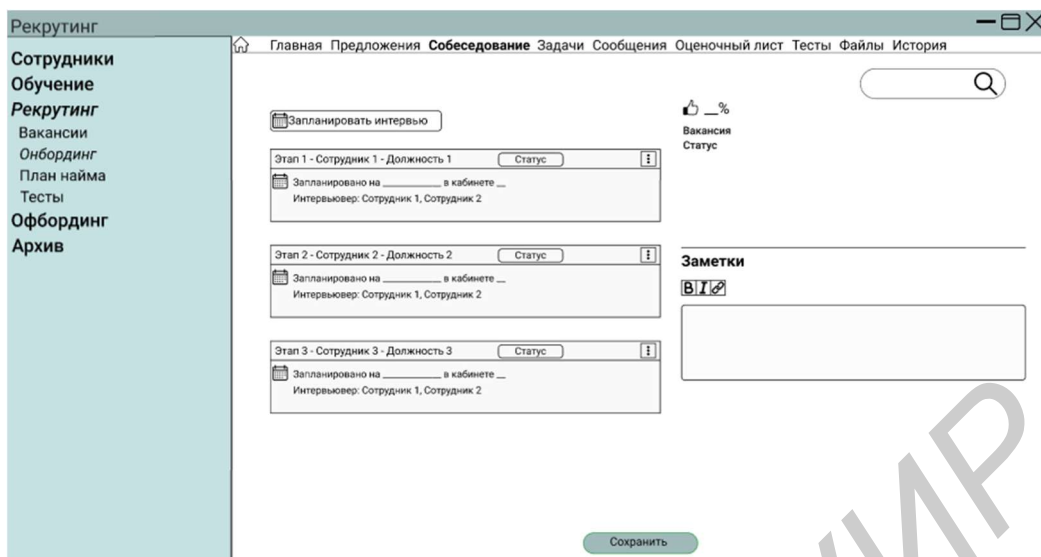 Рекрутинг
Сотрудники
Обучение
Рекрутинг
Вакансии
Онбординг
План найма
Тесты
Офбординг
Архив
Главная Предложения Собеседование Задачи Сообщения Оценочный лист Тесты Файлы История
Запланировать интервью
Этап 1 - Сотрудник 1 - Должность 1 Статус
Запланировано на __________ в кабинете __
Интервьювер: Сотрудник 1, Сотрудник 2
Этап 2 - Сотрудник 2 - Должность 2 Статус
Запланировано на __________ в кабинете __
Интервьювер: Сотрудник 1, Сотрудник 2
Этап 3 - Сотрудник 3 - Должность 3 Статус
Запланировано на __________ в кабинете __
Интервьювер: Сотрудник 1, Сотрудник 2
__%
Вакансия
Статус
Заметки
B I
Сохранить